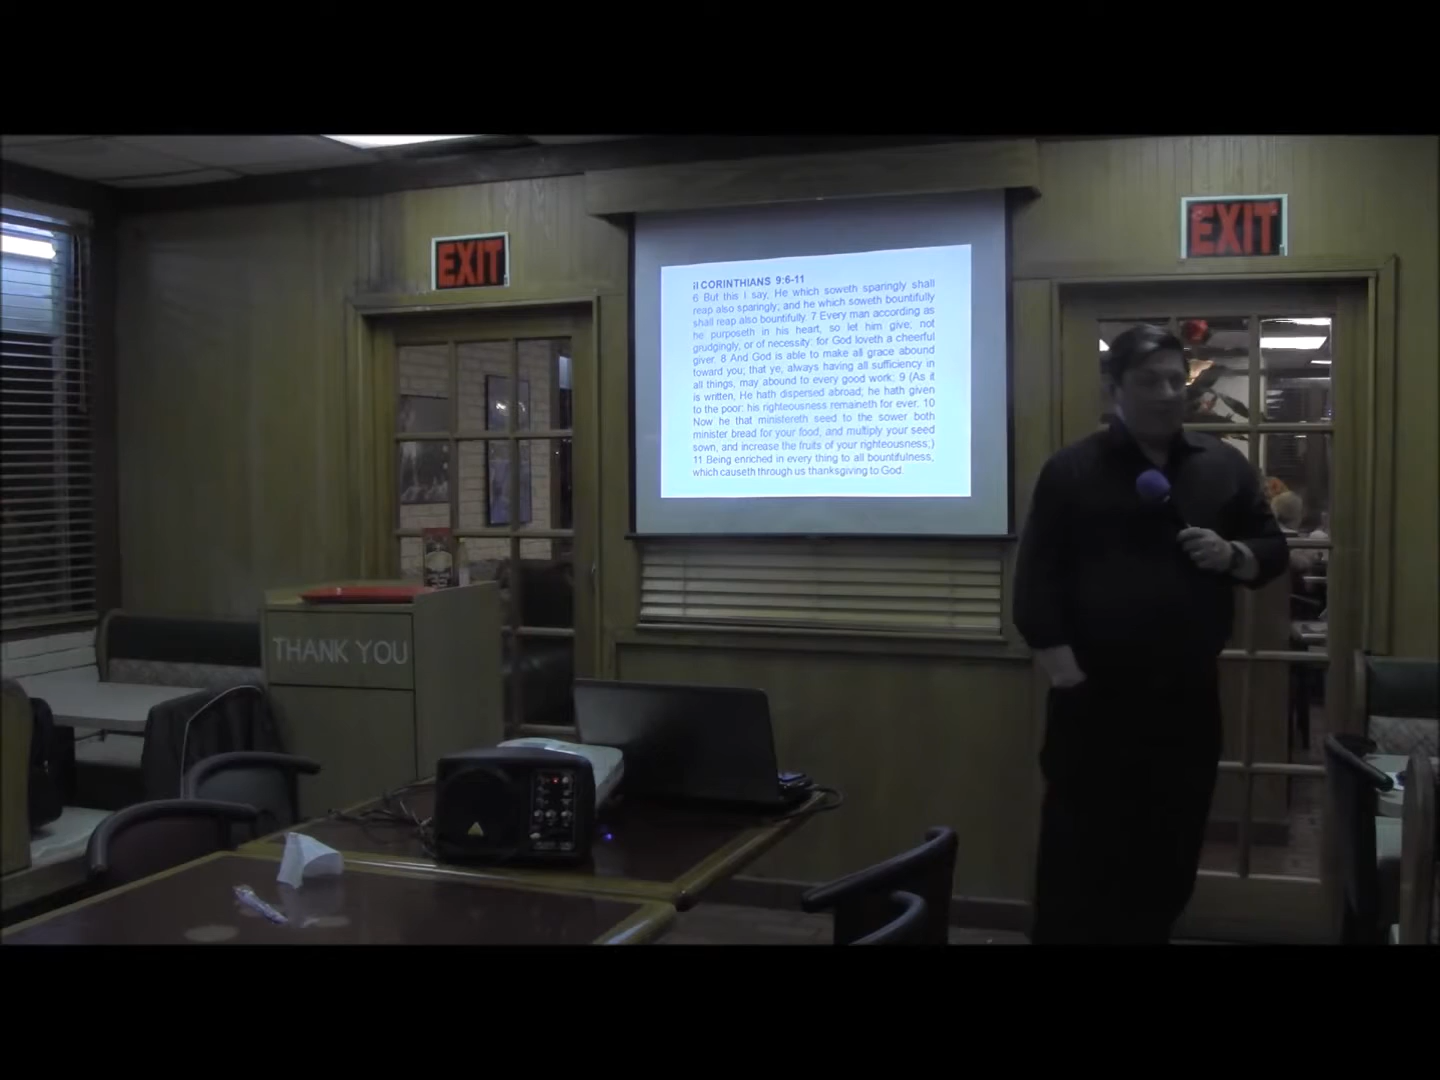 EXIT
EXIT
II CORINTHIANS 9:6-11
6 But this I say, He which soweth sparingly shall
reap also sparingly; and he which soweth bountifully
shall reap also bountifully. 7 Every man according as
he purposeth in his heart, so let him give; not
grudgingly, or of necessity: for God loveth a cheerful
giver. 8 And God is able to make all grace abound
toward you; that ye, always having all sufficiency in
all things, may abound to every good work: 9 (As it
is written, He hath dispersed abroad; he hath given
to the poor: his righteousness remaineth for ever. 10
Now he that ministereth seed to the sower both
minister bread for your food, and multiply your seed
sown, and increase the fruits of your righteousness;)
11 Being enriched in every thing to all bountifulness,
which causeth through us thanksgiving to God.
THANK YOU